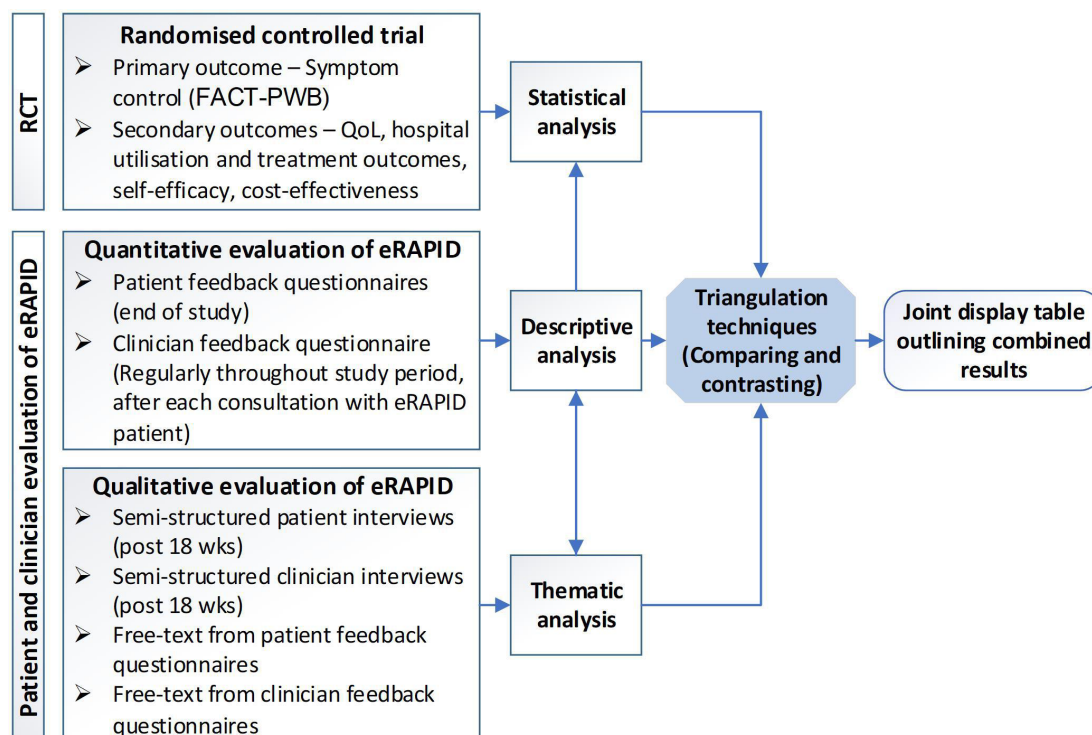 RCT
Randomised controlled trial
➢ Primary outcome – Symptom
control (FACT-PWB)
➢ Secondary outcomes – QoL, hospital
utilisation and treatment outcomes,
self-efficacy, cost-effectiveness
Statistical
analysis
Patient and clinician evaluation of eRAPID
Quantitative evaluation of eRAPID
➢ Patient feedback questionnaires
(end of study)
➢ Clinician feedback questionnaire
(Regularly throughout study period,
after each consultation with eRAPID
patient)
Descriptive
analysis
Triangulation
techniques
(Comparing and
contrasting)
Joint display table
outlining combined
results
Qualitative evaluation of eRAPID
➢ Semi-structured patient interviews
(post 18 wks)
➢ Semi-structured clinician interviews
(post 18 wks)
➢ Free-text from patient feedback
questionnaires
➢ Free-text from clinician feedback
questionnaires
Thematic
analysis